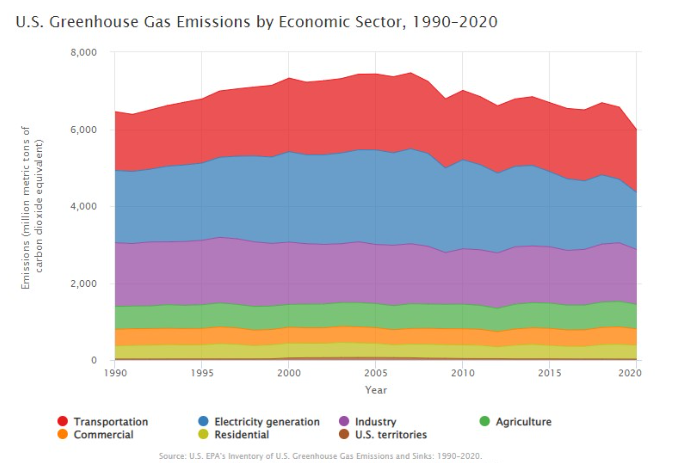 U.S. Greenhouse Gas Emissions by Economic Sector, 1990–2020
Emissions (million metric tons of
carbon dioxide equivalent)
8,000
6,000
4,000
2,000
0
1990 1995 2000 2005 2010 2015 2020
Year
Transportation Electricity generation Industry Agriculture
Commercial Residential U.S. territories
Source: U.S. EPA's Inventory of U.S. Greenhouse Gas Emissions and Sinks: 1990–2020.